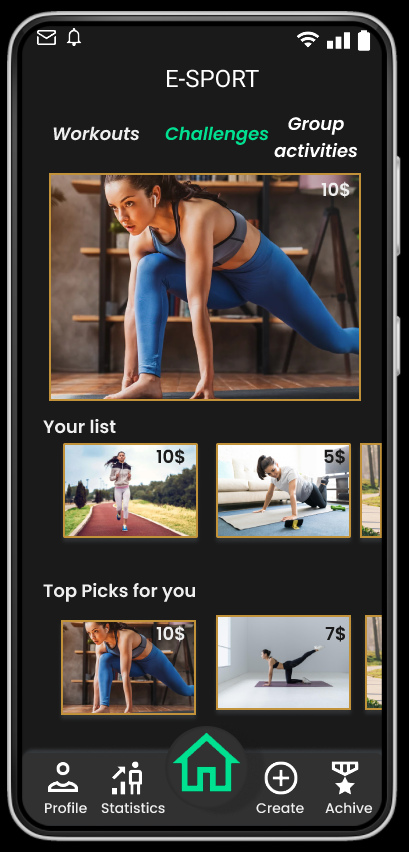 E-SPORT
Workouts Challenges Group activities
10$
Your list
10$ 5$
Top Picks for you
10$ 7$
Profile Statistics Create Achive